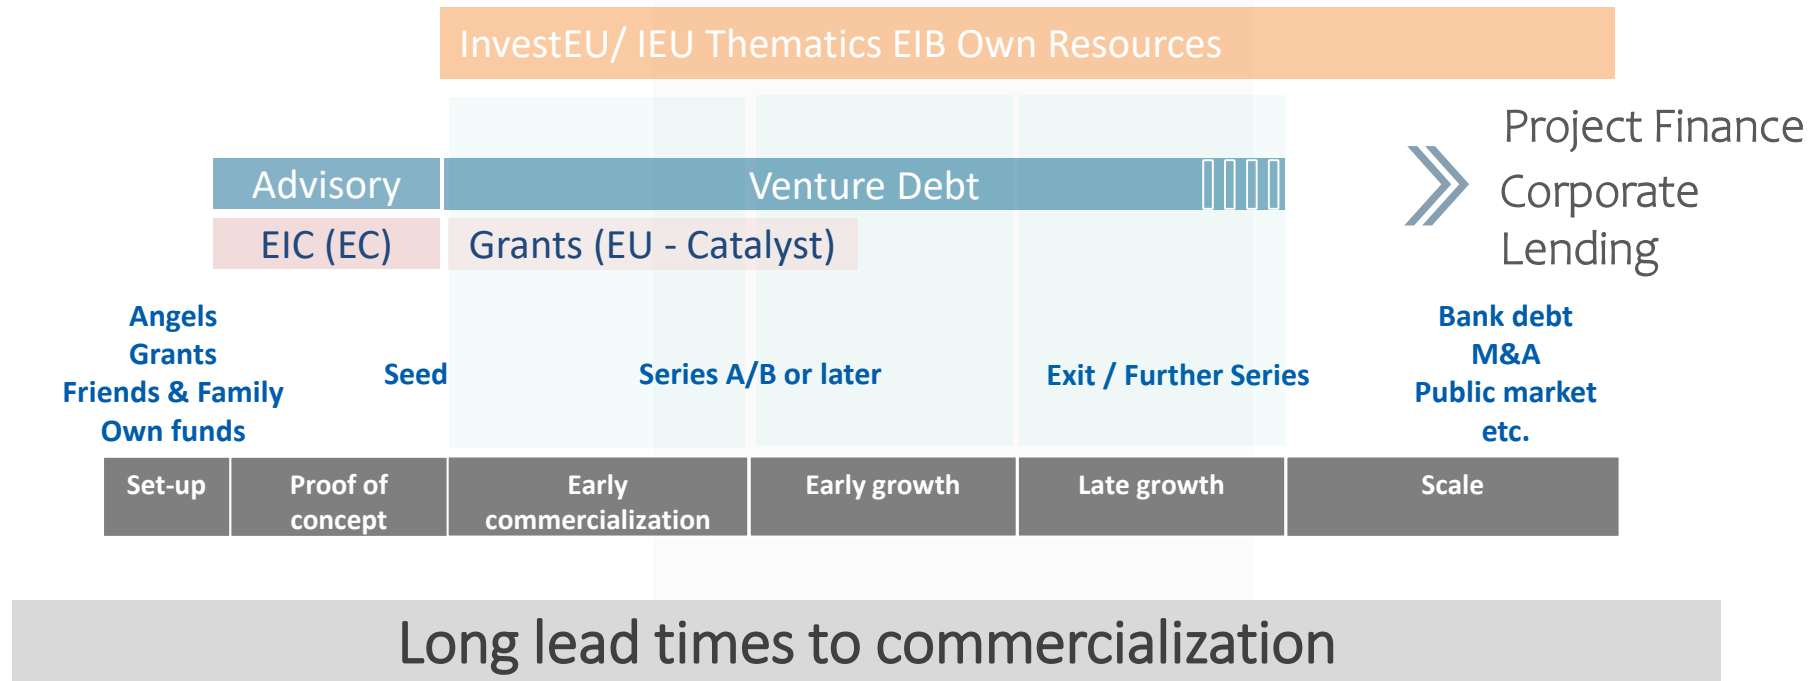 InvestEU/ IEU Thematics EIB Own Resources
Project Finance
Corporate
Lending
Advisory
Venture Debt
EIC (EC)
Grants (EU - Catalyst)
Angels
Grants
Friends & Family
Own funds
Seed
Series A/B or later
Exit / Further Series
Bank debt
M&A
Public market
etc.
Set-up
Proof of
concept
Early
commercialization
Early growth
Late growth
Scale
Long lead times to commercialization